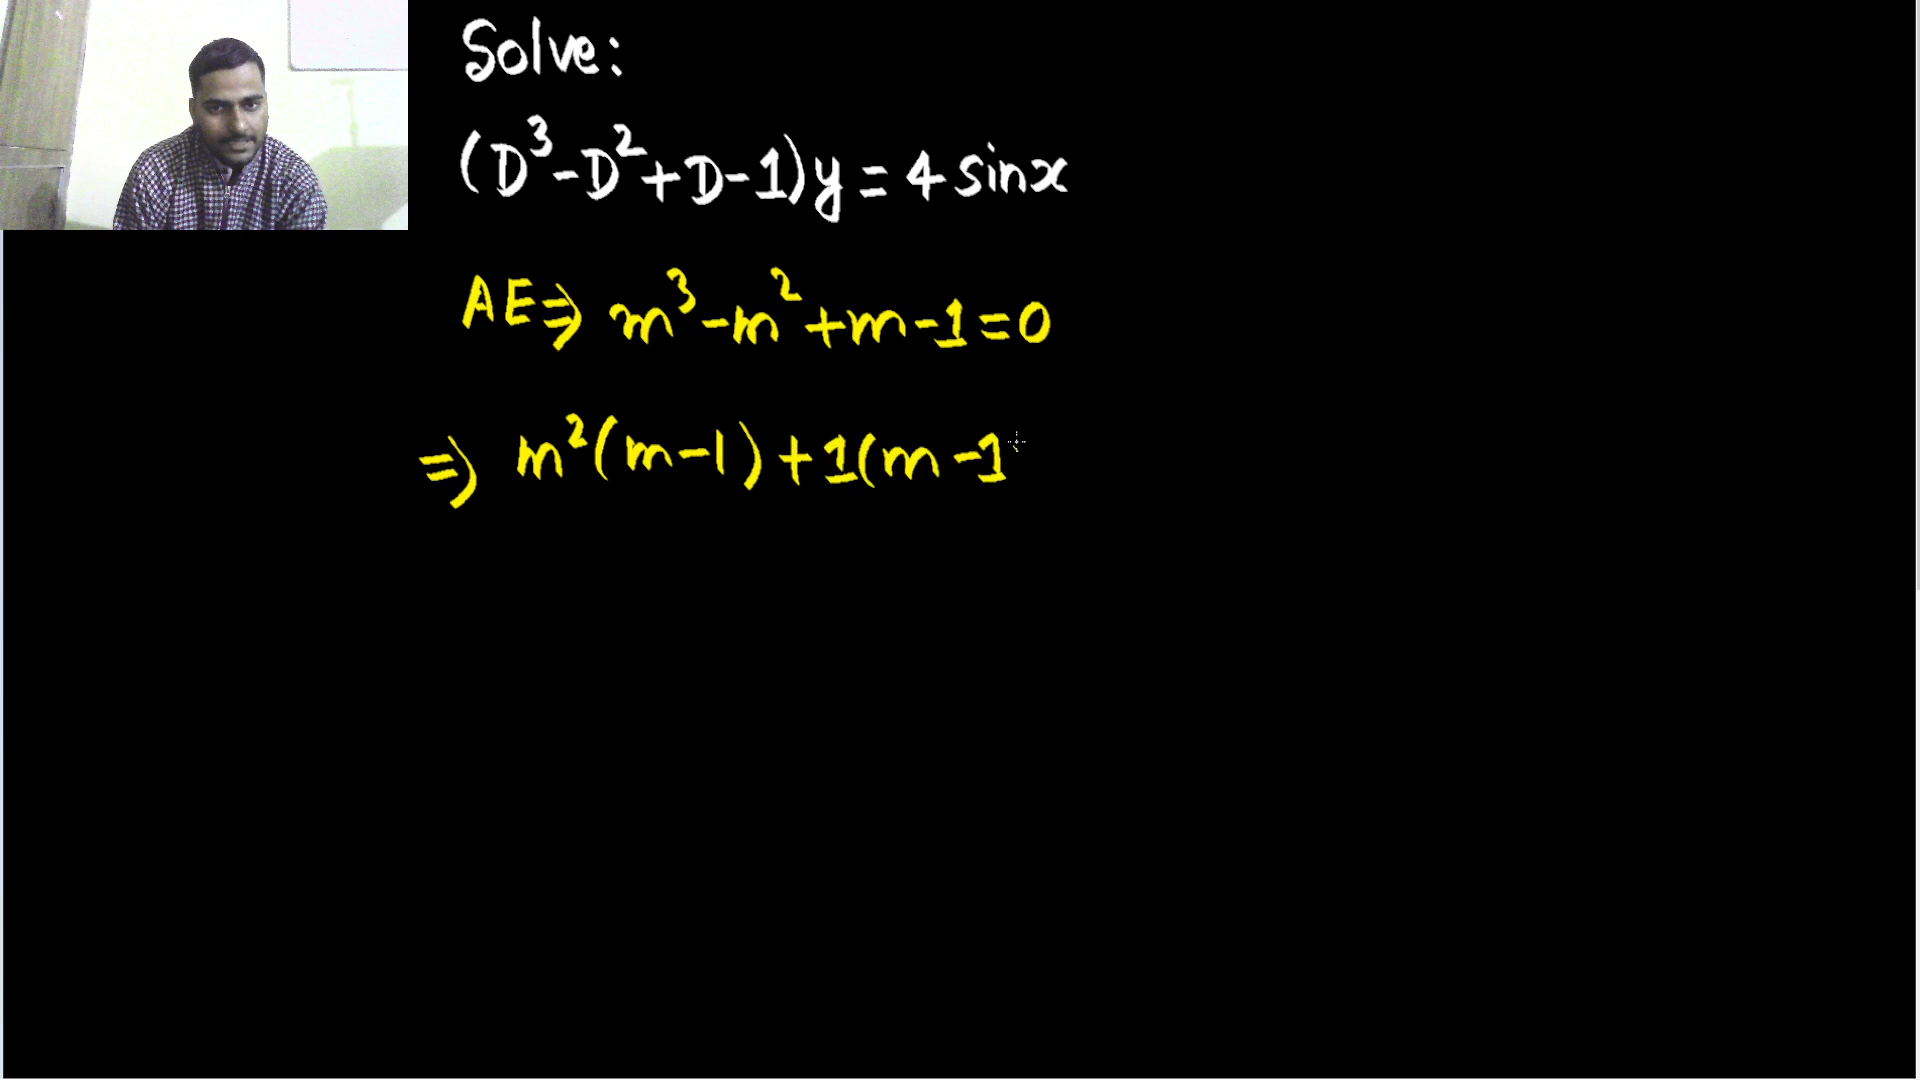 Solve:
(D³-D²+D-1)y = 4 sinx
AE⇒ m³-m²+m-1=0
⇒ m²(m-1)+1(m-1